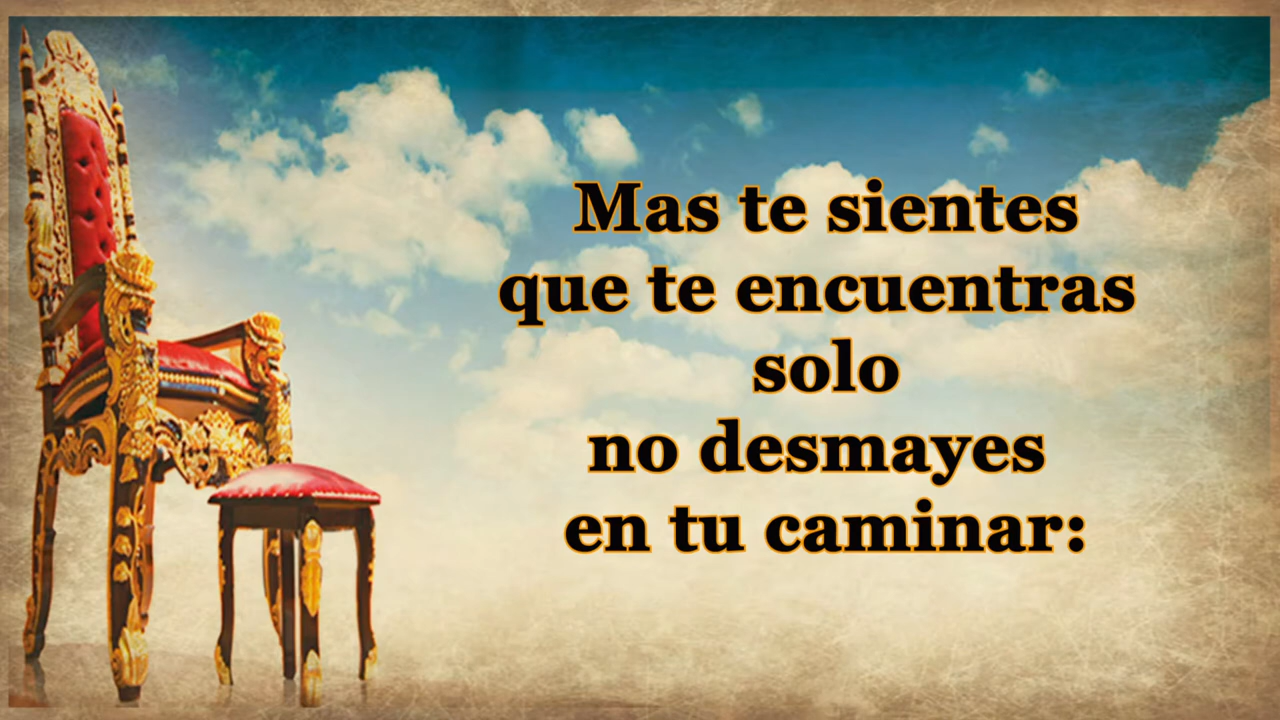 Mas te sientes
que te encuentras
solo
no desmayes
en tu caminar: